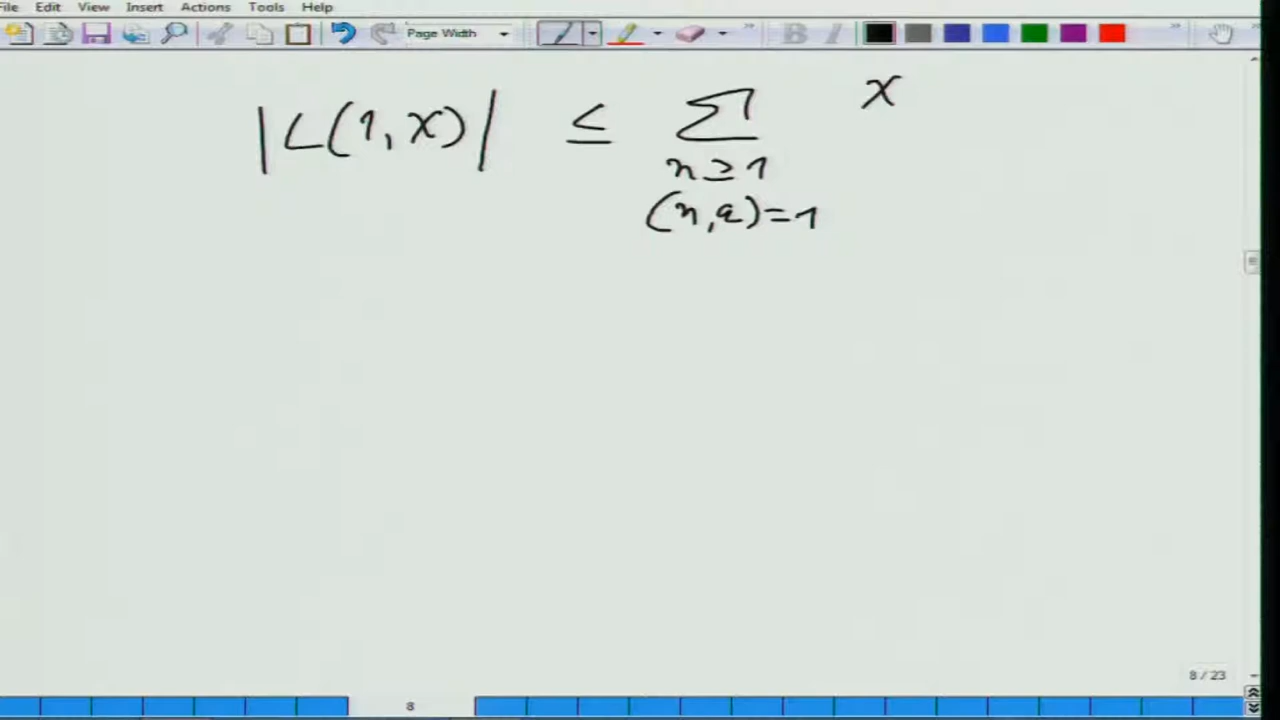 File Edit View Insert Actions Tools Help
Page Width
B I
|L(1,χ)| ≤ ∑ χ
n≥1
(n,q)=1
8 / 23
8